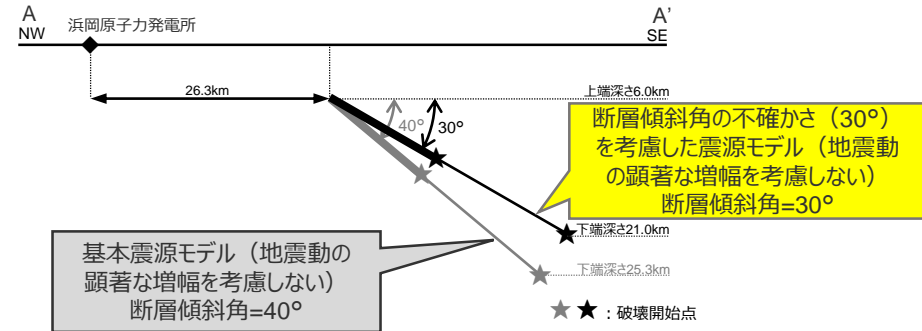 A
NW
浜岡原子力発電所
A’
SE
26.3km
上端深さ6.0km
40°
30°
断層傾斜角の不確かさ（30°）
を考慮した震源モデル（地震動
の顕著な増幅を考慮しない）
断層傾斜角=30°
下端深さ21.0km
基本震源モデル（地震動の
顕著な増幅を考慮しない）
断層傾斜角=40°
下端深さ25.3km
★ ★ ：破壊開始点